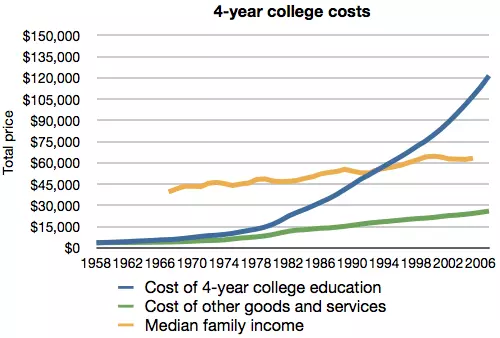 4-year college costs
$150,000
$135,000
$120,000
$105,000
$90,000
$75,000
$60,000
$45,000
$30,000
$15,000
$0
Total price
1958 1962 1966 1970 1974 1978 1982 1986 1990 1994 1998 2002 2006
Cost of 4-year college education
Cost of other goods and services
Median family income